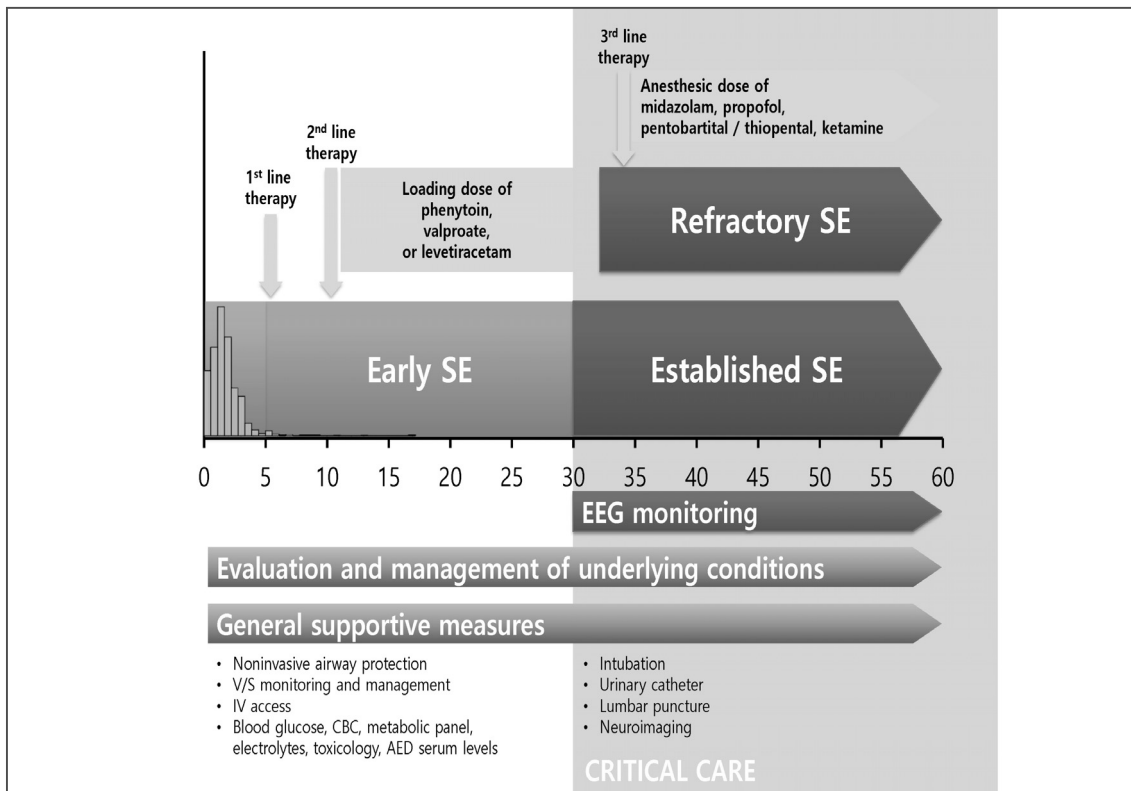 3rd line
therapy
Anesthesic dose of
midazolam, propofol,
pentobartital / thiopental, ketamine
2nd line
therapy
1st line
therapy
Loading dose of
phenytoin,
valproate,
or levetiracetam
Refractory SE
Early SE
Established SE
0 5 10 15 20 25 30 35 40 45 50 55 60
EEG monitoring
Evaluation and management of underlying conditions
General supportive measures
• Noninvasive airway protection
• V/S monitoring and management
• IV access
• Blood glucose, CBC, metabolic panel,
electrolytes, toxicology, AED serum levels
• Intubation
• Urinary catheter
• Lumbar puncture
• Neuroimaging
CRITICAL CARE